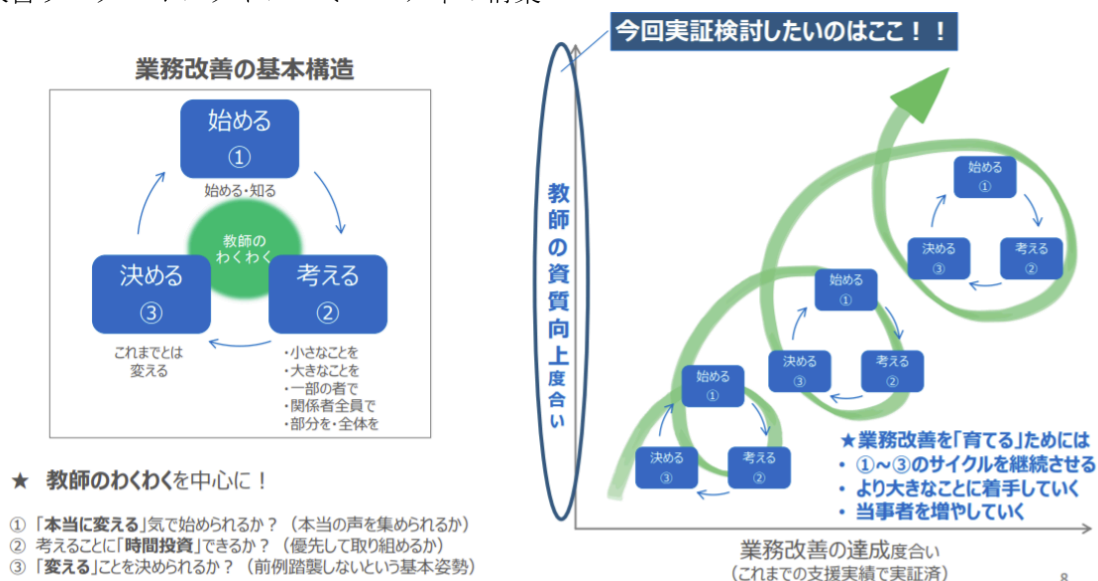 業務改善の基本構造
始める
①
始める・知る
教師の
わくわく
決める
③
考える
②
これまでとは
変える
・小さなことを
・大きなことを
・一部の者で
・関係者全員で
・部分を・全体を
★ 教師のわくわくを中心に！
① 「本当に変える」気で始められるか？（本当の声を集められるか）
② 考えることに「時間投資」できるか？（優先して取り組めるか）
③ 「変える」ことを決められるか？（前例踏襲しないという基本姿勢）
今回実証検討したいのはここ！！
教師の資質向上度合い
始める
①
決める
③
考える
②
始める
①
決める
③
考える
②
始める
①
決める
③
考える
②
★業務改善を「育てる」ためには
・ ①～③のサイクルを継続させる
・ より大きなことに着手していく
・ 当事者を増やしていく
業務改善の達成度合い
（これまでの支援実績で実証済）
8